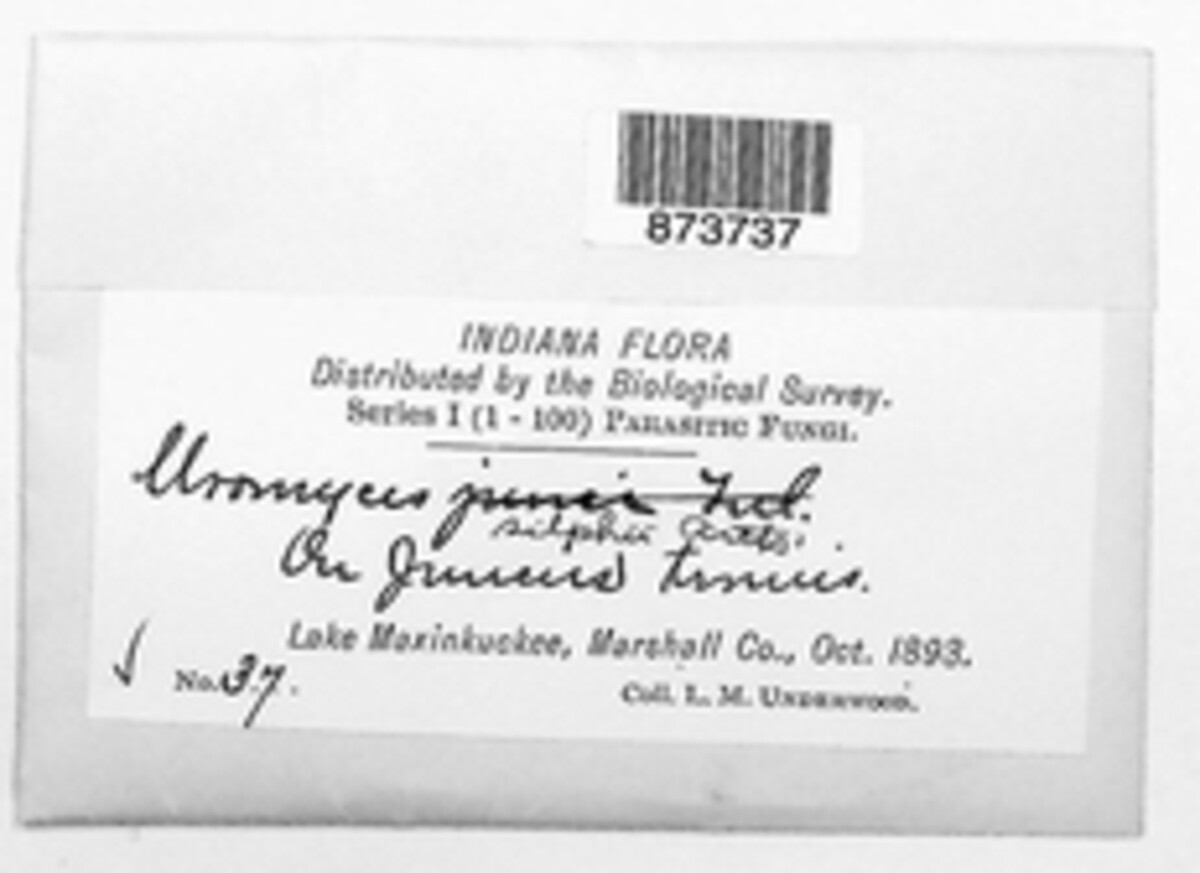 873737
INDIANA FLORA
Distributed by the Biological Survey.
Series I (1 - 100) PARASITIC FUNGI.
Uromyces junci Tul.
silphii Arth.
On Juncus tenuis.
Lake Maxinkuckee, Marshall Co., Oct. 1893.
No. 37.
Coll. L. M. UNDERWOOD.